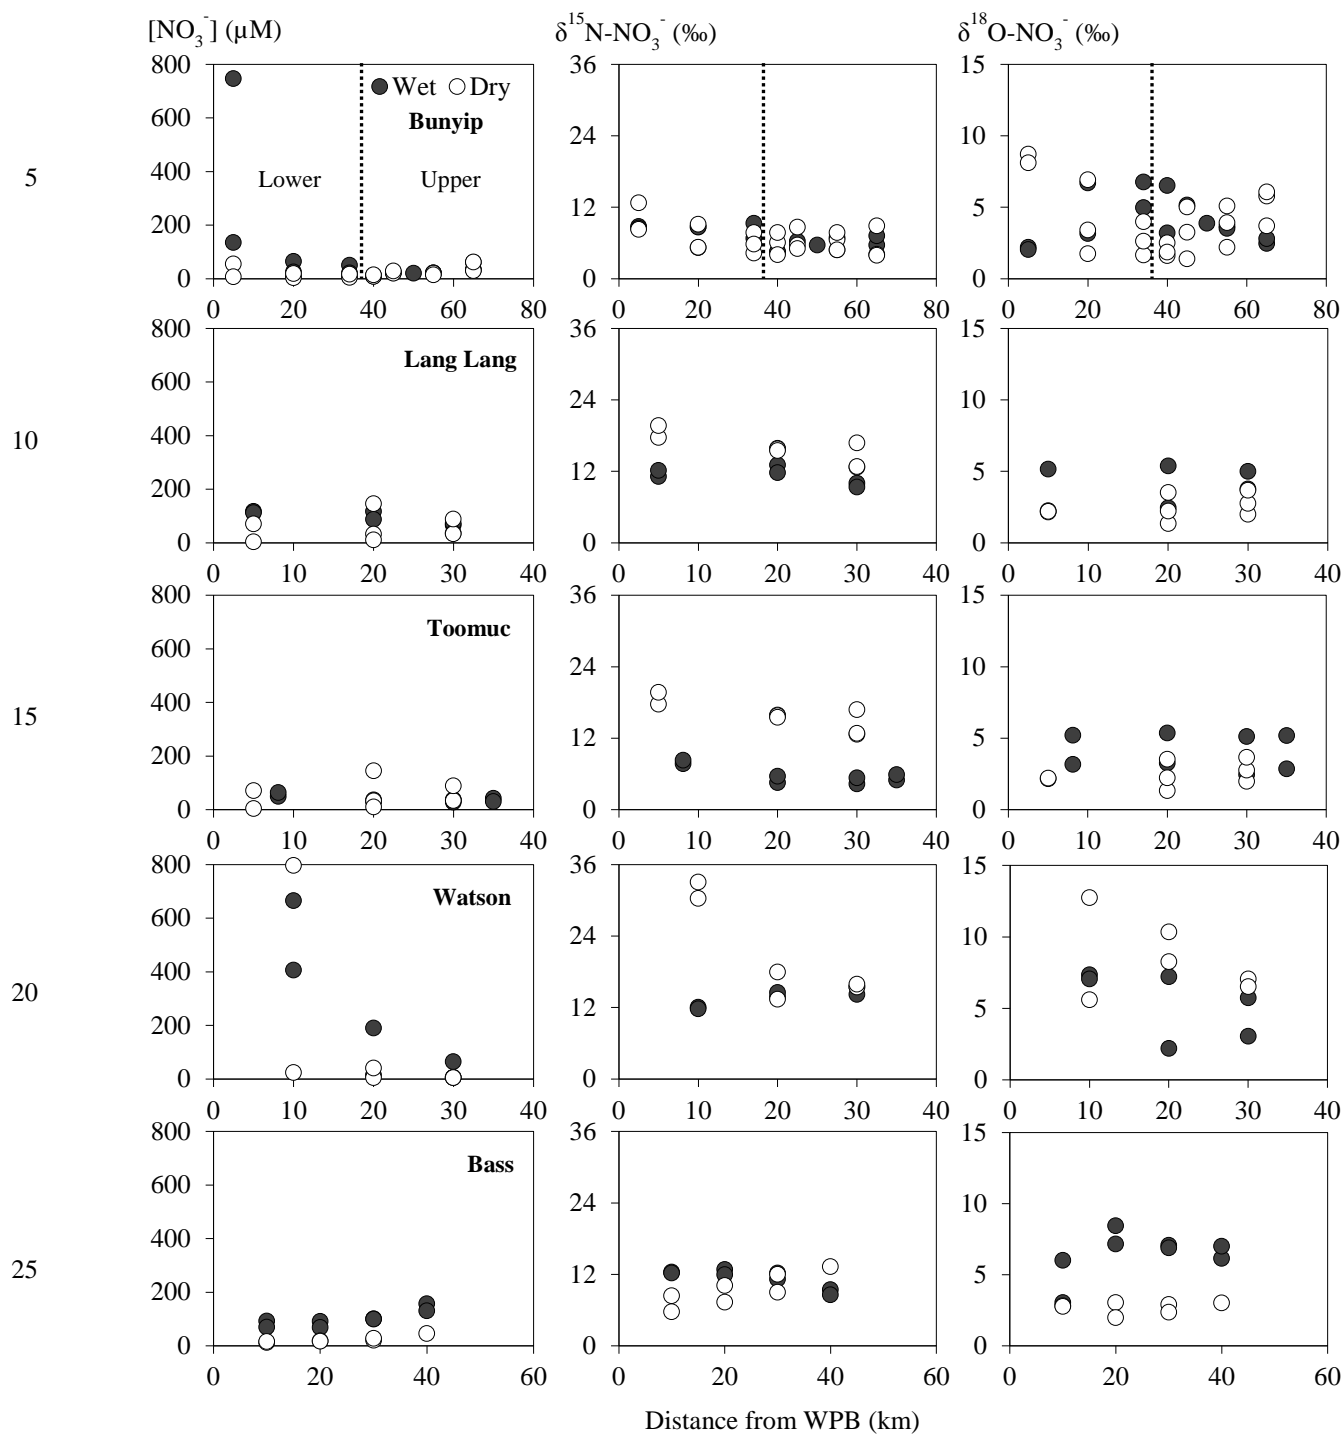 [NO3-] (µM) δ15N-NO3- (‰) δ18O-NO3- (‰)
800 36 15
Wet Dry
600
Bunyip
24 10
5 400
Lower Upper
12 5
200
0 0 0
0 20 40 60 80 0 20 40 60 80 0 20 40 60 80
800 36 15
Lang Lang
600
24 10
10 400
12 5
200
0 0 0
0 10 20 30 40 0 10 20 30 40 0 10 20 30 40
800 36 15
Toomuc
600
24 10
15 400
12 5
200
0 0 0
0 10 20 30 40 0 10 20 30 40 0 10 20 30 40
800 36 15
Watson
600
24 10
20 400
12 5
200
0 0 0
0 10 20 30 40 0 10 20 30 40 0 10 20 30 40
800 36 15
Bass
600
24 10
25 400
12 5
200
0 0 0
0 20 40 60 0 20 40 60 0 20 40 60
Distance from WPB (km)